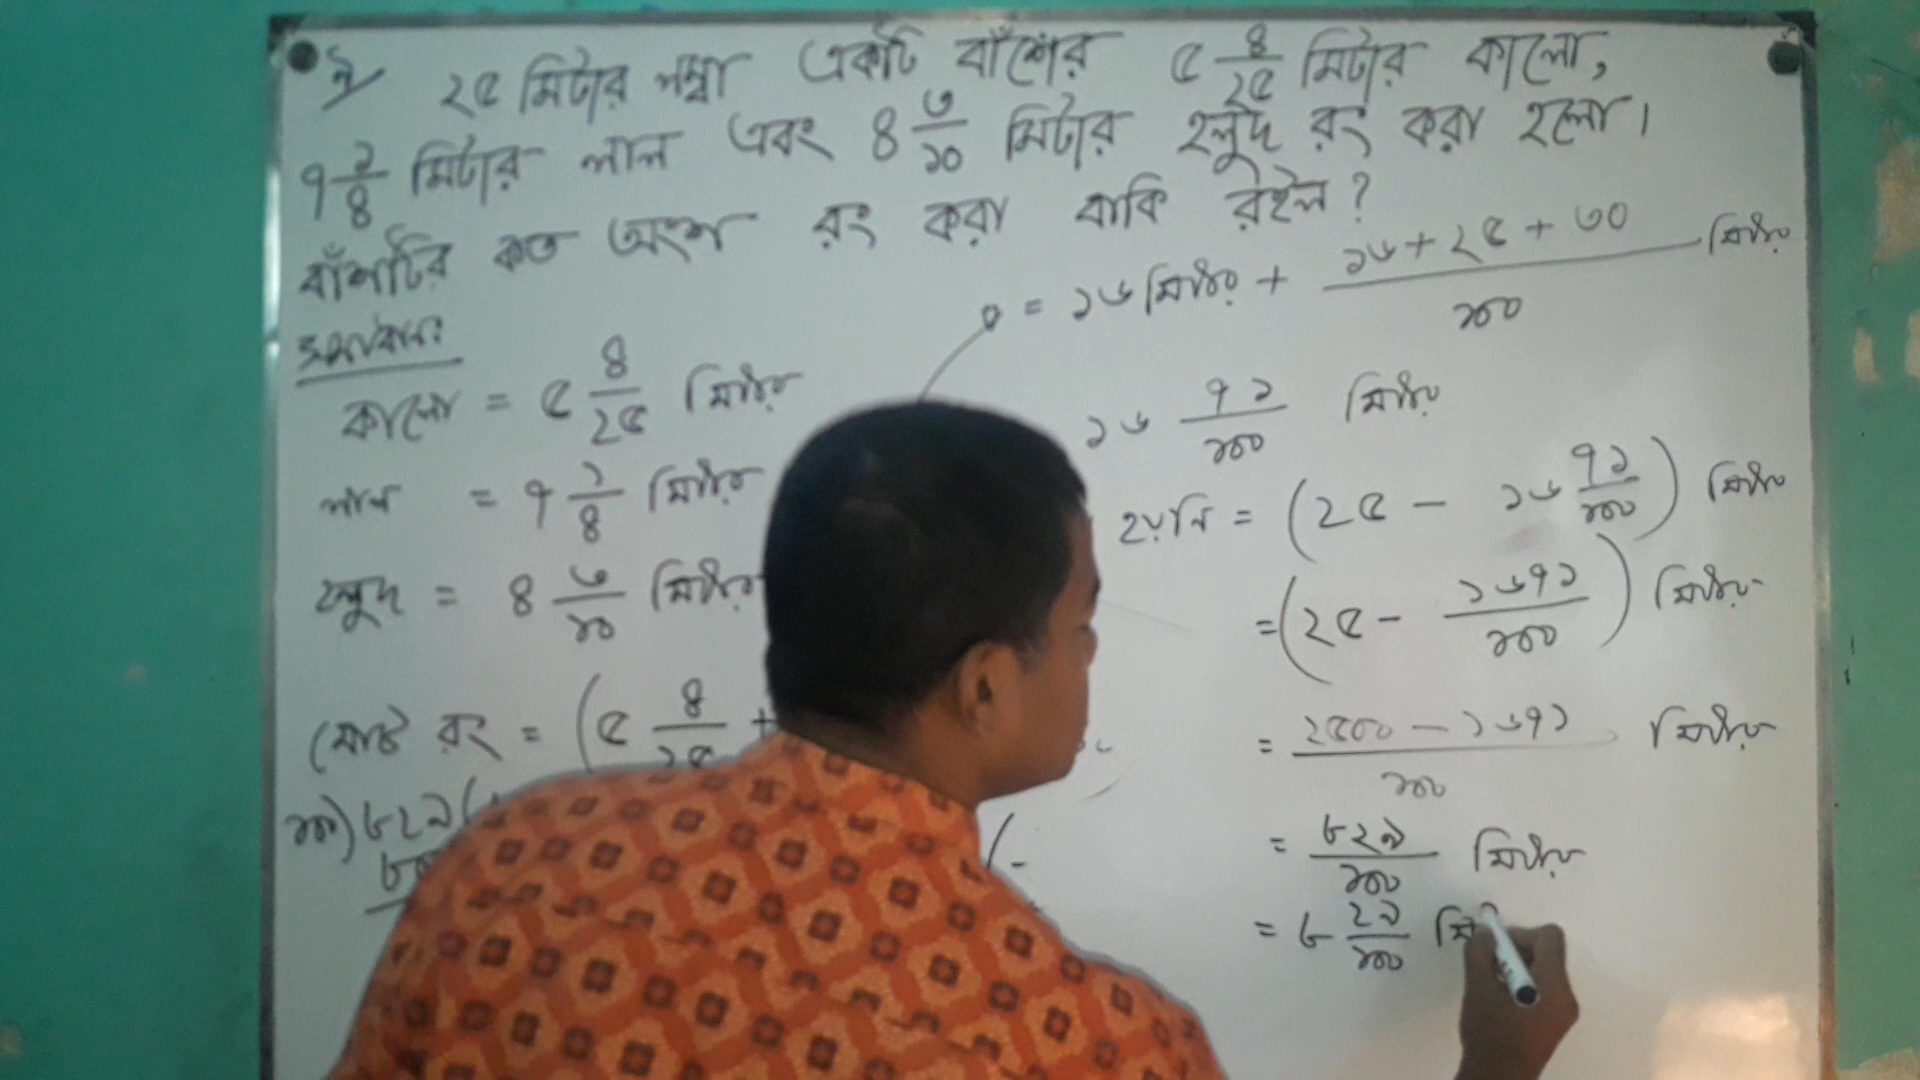 ২৫ মিটার লম্বা একটি বাঁশের ৫ ৪/২৫ মিটার কালো,
৭ ১/৪ মিটার লাল এবং ৪ ৩/১০ মিটার হলুদ রং করা হলো।
বাঁশটির কত অংশ রং করা বাকি রইল?
সমাধানঃ
কালো = ৫ ৪/২৫ মিটার
লাল = ৭ ১/৪ মিটার
হলুদ = ৪ ৩/১০ মিটার
মোট রং = (৫ ৪/২৫ +
১০০) ৮২৯ (
= ১৬ মিটার + (১৬ + ২৫ + ৩০)/১০০ মিটার
১৬ ৭১/১০০ মিটার
হয়নি = (২৫ - ১৬ ৭১/১০০) মিটার
= (২৫ - ১৬৭১/১০০) মিটার
= (২৫০০ - ১৬৭১)/১০০ মিটার
= ৮২৯/১০০ মিটার
= ৮ ২৯/১০০ মি